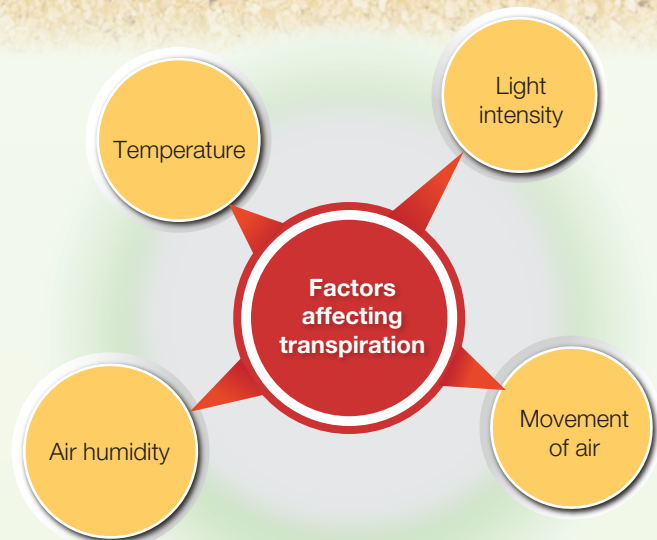 Light
intensity
Temperature
Factors
affecting
transpiration
Movement
of air
Air humidity